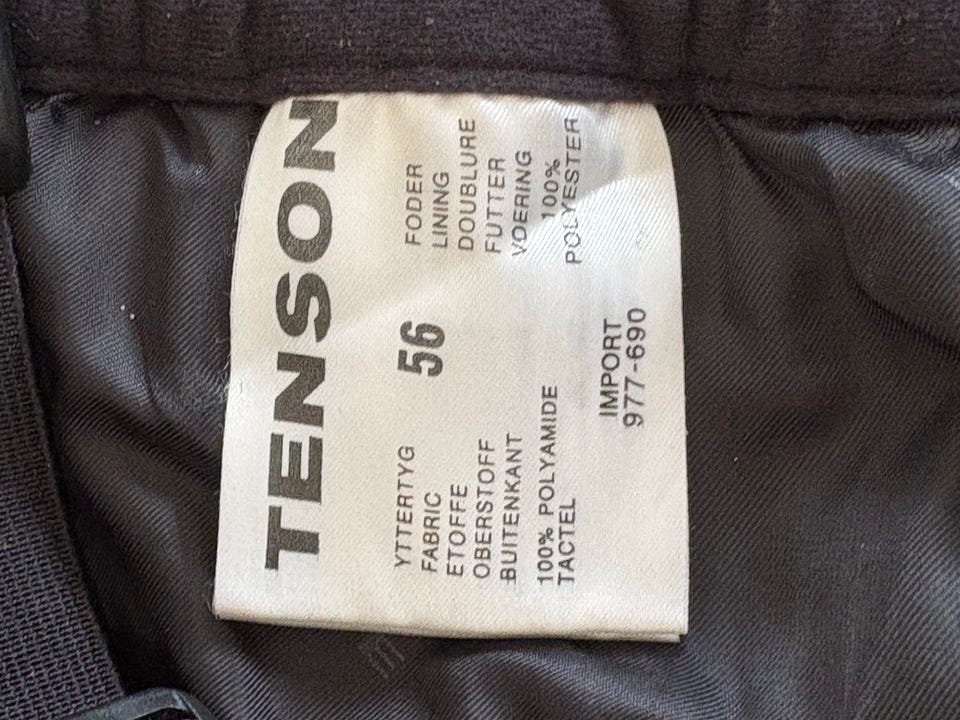 TENSON
56
YTTERTYG
FABRIC
ETOFFE
OBERSTOFF
BUITENKANT
100% POLYAMIDE
TACTEL
FODER
LINING
DOUBLURE
FUTTER
VOERING
100%
POLYESTER
IMPORT
977-690